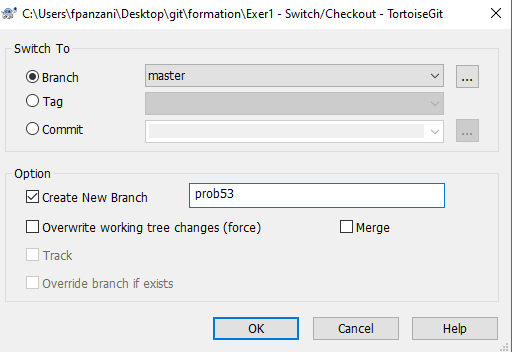 C:\Users\fpanzani\Desktop\git\formation\Exer1 - Switch/Checkout - TortoiseGit
Switch To
Branch master ...
Tag
Commit ...
Option
Create New Branch prob53
Overwrite working tree changes (force) Merge
Track
Override branch if exists
OK Cancel Help